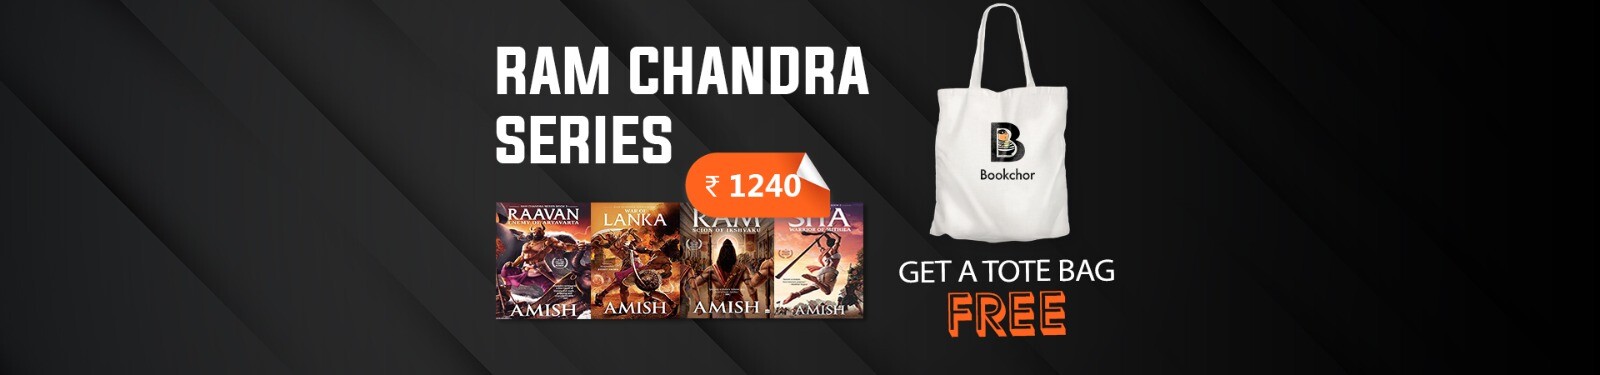 RAM CHANDRA
SERIES
₹ 1240
RAAVAN
ENEMY OF ARYAVARTA
AMISH
WAR OF
LANKA
AMISH
RAM
SCION OF IKSHVAKU
AMISH
SITA
WARRIOR OF MITHILA
AMISH
B
Bookchor
GET A TOTE BAG
FREE